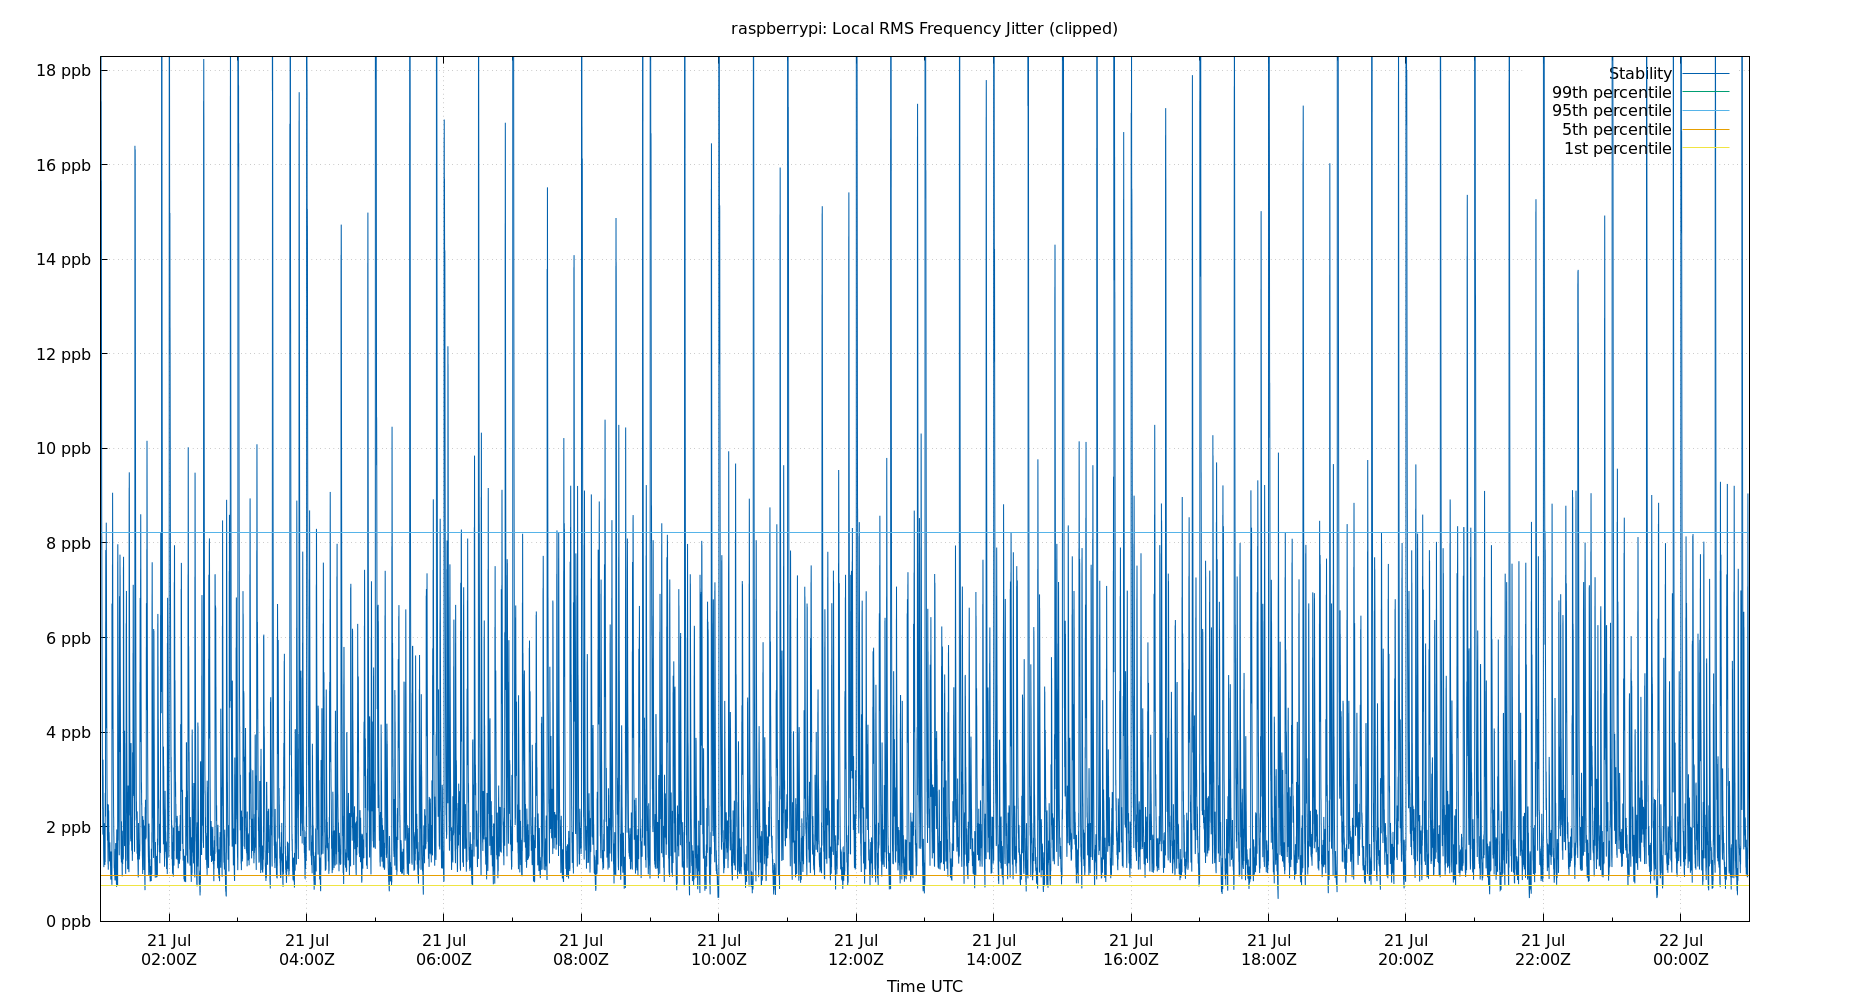 raspberrypi: Local RMS Frequency Jitter (clipped)
18 ppb
16 ppb
14 ppb
12 ppb
10 ppb
8 ppb
6 ppb
4 ppb
2 ppb
0 ppb
Stability
99th percentile
95th percentile
5th percentile
1st percentile
21 Jul 21 Jul 21 Jul 21 Jul 21 Jul 21 Jul 21 Jul 21 Jul 21 Jul 21 Jul 21 Jul 22 Jul
02:00Z 04:00Z 06:00Z 08:00Z 10:00Z 12:00Z 14:00Z 16:00Z 18:00Z 20:00Z 22:00Z 00:00Z
Time UTC